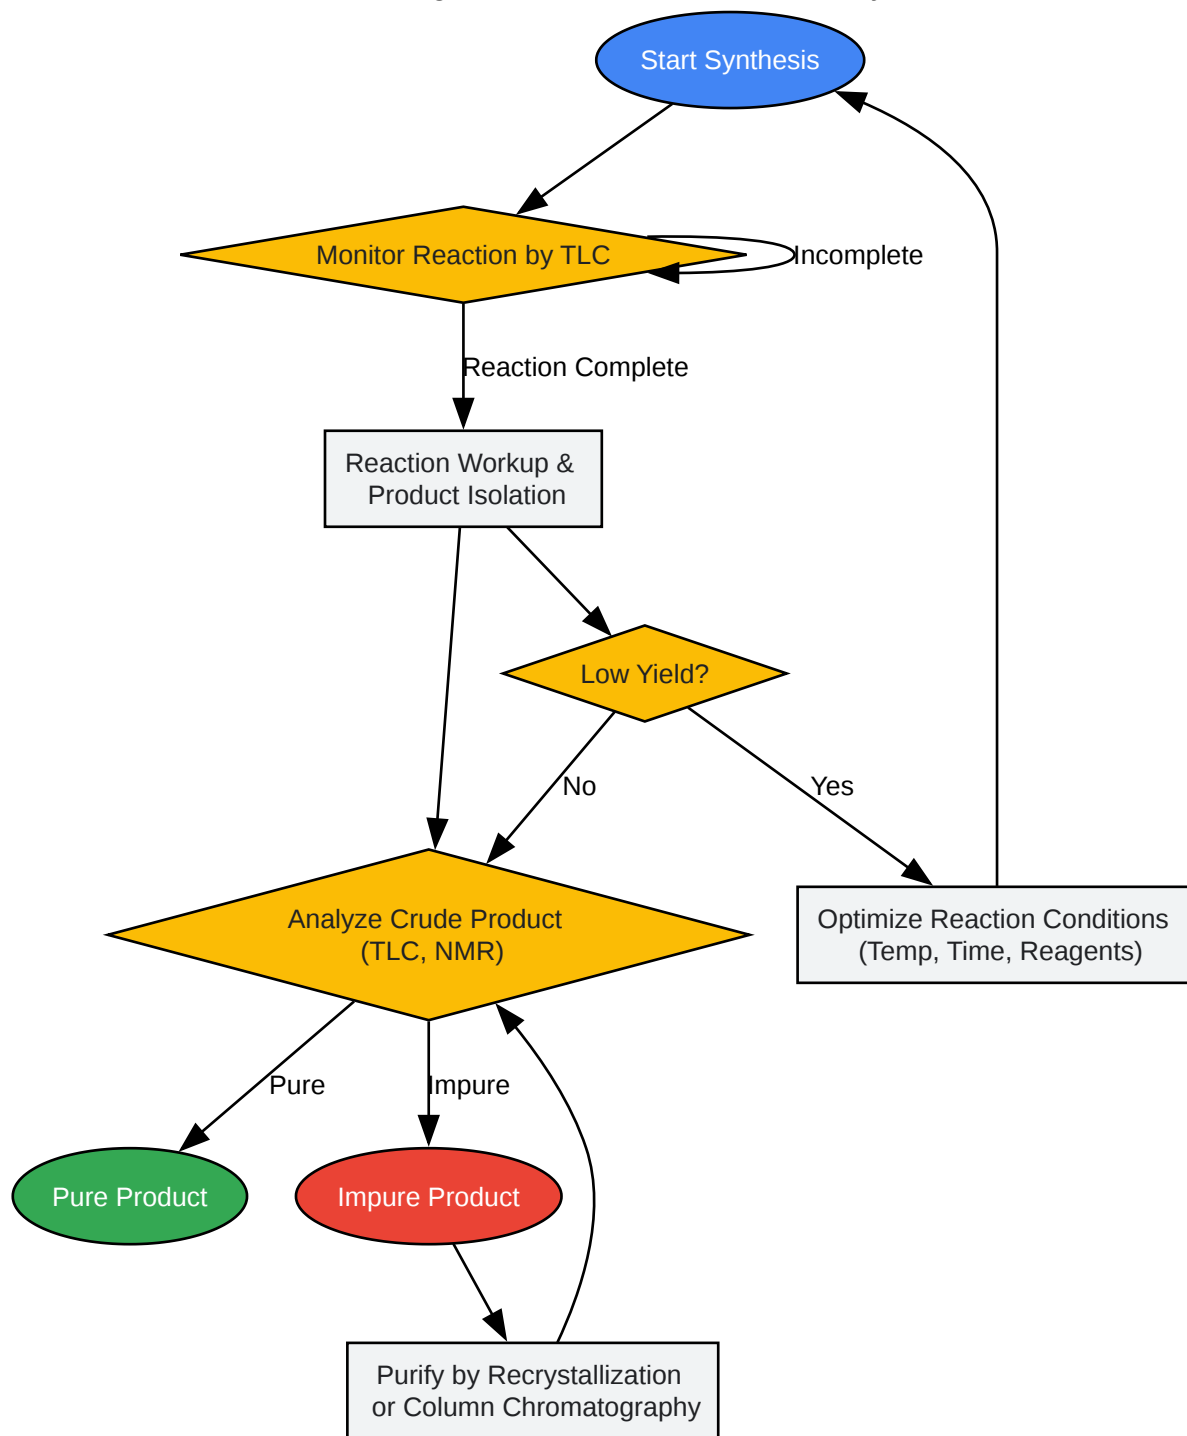 Start Synthesis
Monitor Reaction by TLC
Incomplete
Reaction Complete
Reaction Workup &
Product Isolation
Low Yield?
No
Yes
Analyze Crude Product
(TLC, NMR)
Optimize Reaction Conditions
(Temp, Time, Reagents)
Pure
Impure
Pure Product
Impure Product
Purify by Recrystallization
or Column Chromatography